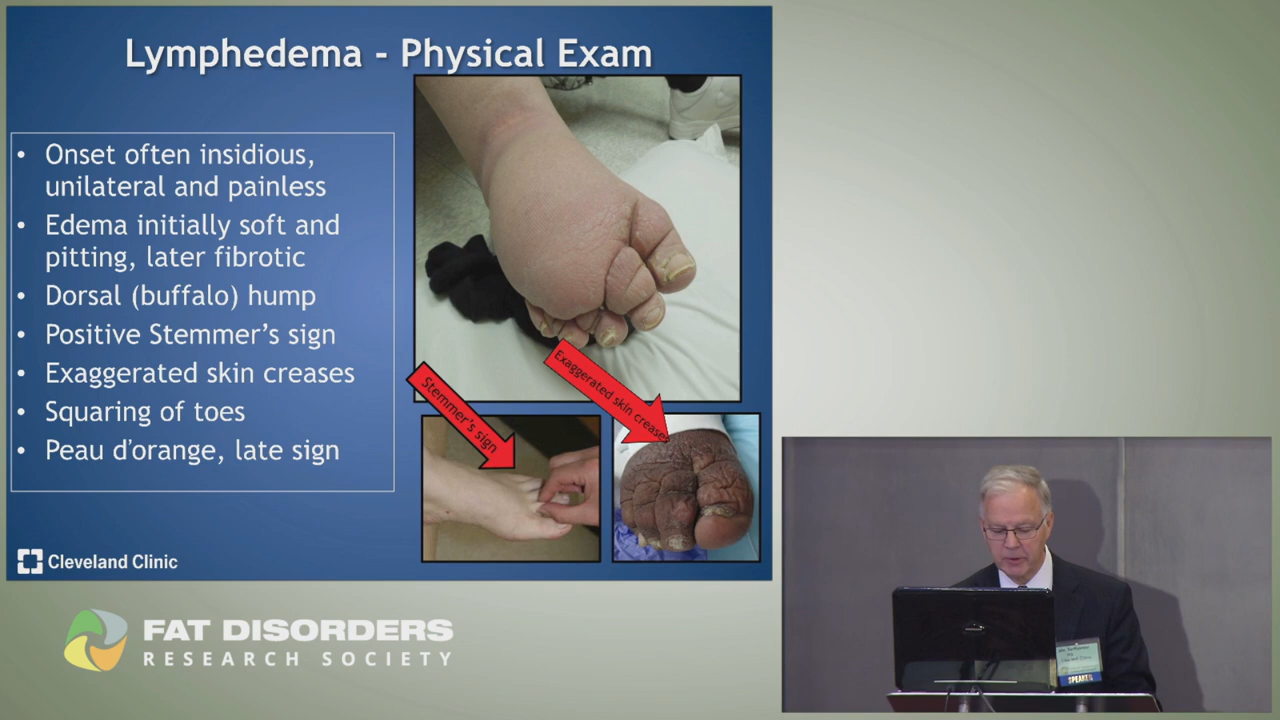 Lymphedema - Physical Exam
• Onset often insidious,
unilateral and painless
• Edema initially soft and
pitting, later fibrotic
• Dorsal (buffalo) hump
• Positive Stemmer's sign
• Exaggerated skin creases
• Squaring of toes
• Peau d'orange, late sign
Exaggerated skin creases
Stemmer's sign
Cleveland Clinic
FAT DISORDERS
RESEARCH SOCIETY
SPEAKER